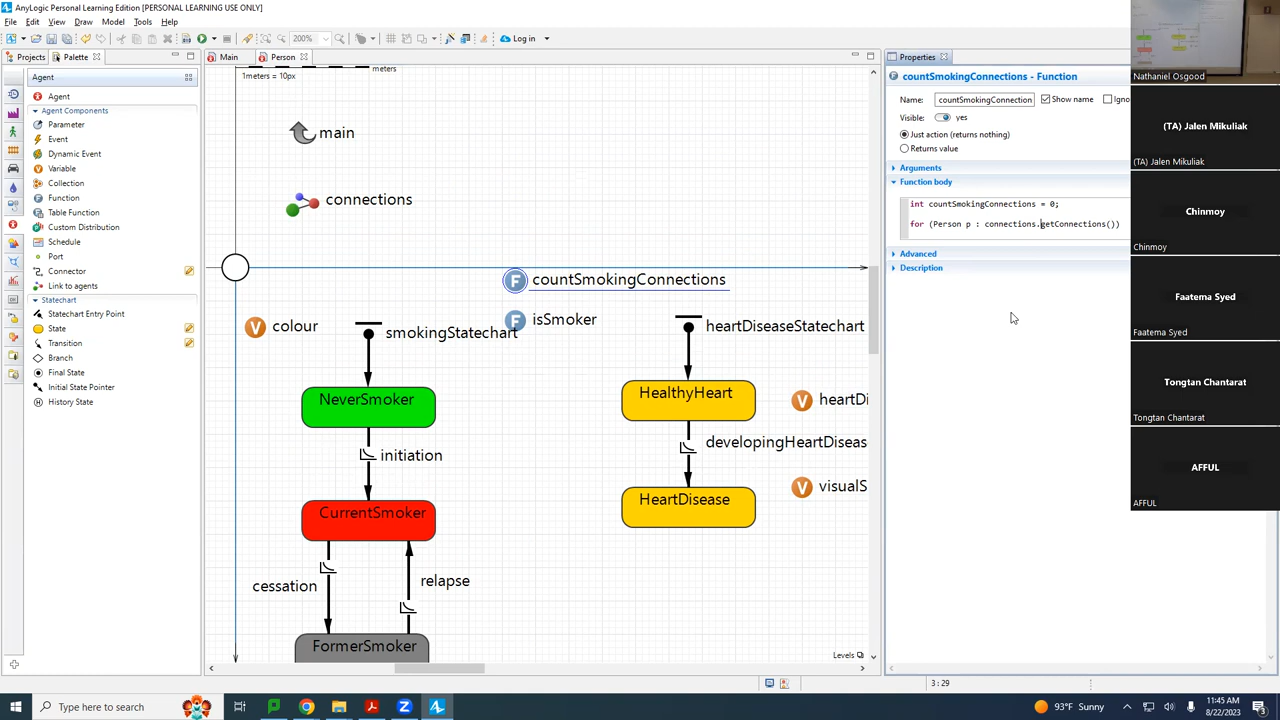 AnyLogic Personal Learning Edition [PERSONAL LEARNING USE ONLY]
File Edit View Draw Model Tools Help
200%
Log in
Projects
Palette
Main
Person
Properties
Agent
Agent
Agent Components
Parameter
Event
Dynamic Event
Variable
Collection
Function
Table Function
Custom Distribution
Schedule
Port
Connector
Link to agents
Statechart
Statechart Entry Point
State
Transition
Branch
Final State
Initial State Pointer
History State
meters
1meters = 10px
main
connections
F countSmokingConnections
F isSmoker
V colour
smokingStatechart
heartDiseaseStatechart
NeverSmoker
HealthyHeart
V heartDi
initiation
developingHeartDiseas
V visualS
CurrentSmoker
HeartDisease
cessation
relapse
FormerSmoker
Levels
countSmokingConnections - Function
Name: countSmokingConnection Show name Igno
Visible: yes
Just action (returns nothing)
Returns value
Arguments
Function body
int countSmokingConnections = 0;
for (Person p : connections.getConnections())
Advanced
Description
3:29
Nathaniel Osgood
(TA) Jalen Mikuliak
(TA) Jalen Mikuliak
Chinmoy
Chinmoy
Faatema Syed
Faatema Syed
Tongtan Chantarat
Tongtan Chantarat
AFFUL
AFFUL
Type here to search
93°F Sunny
11:45 AM
8/22/2023
3